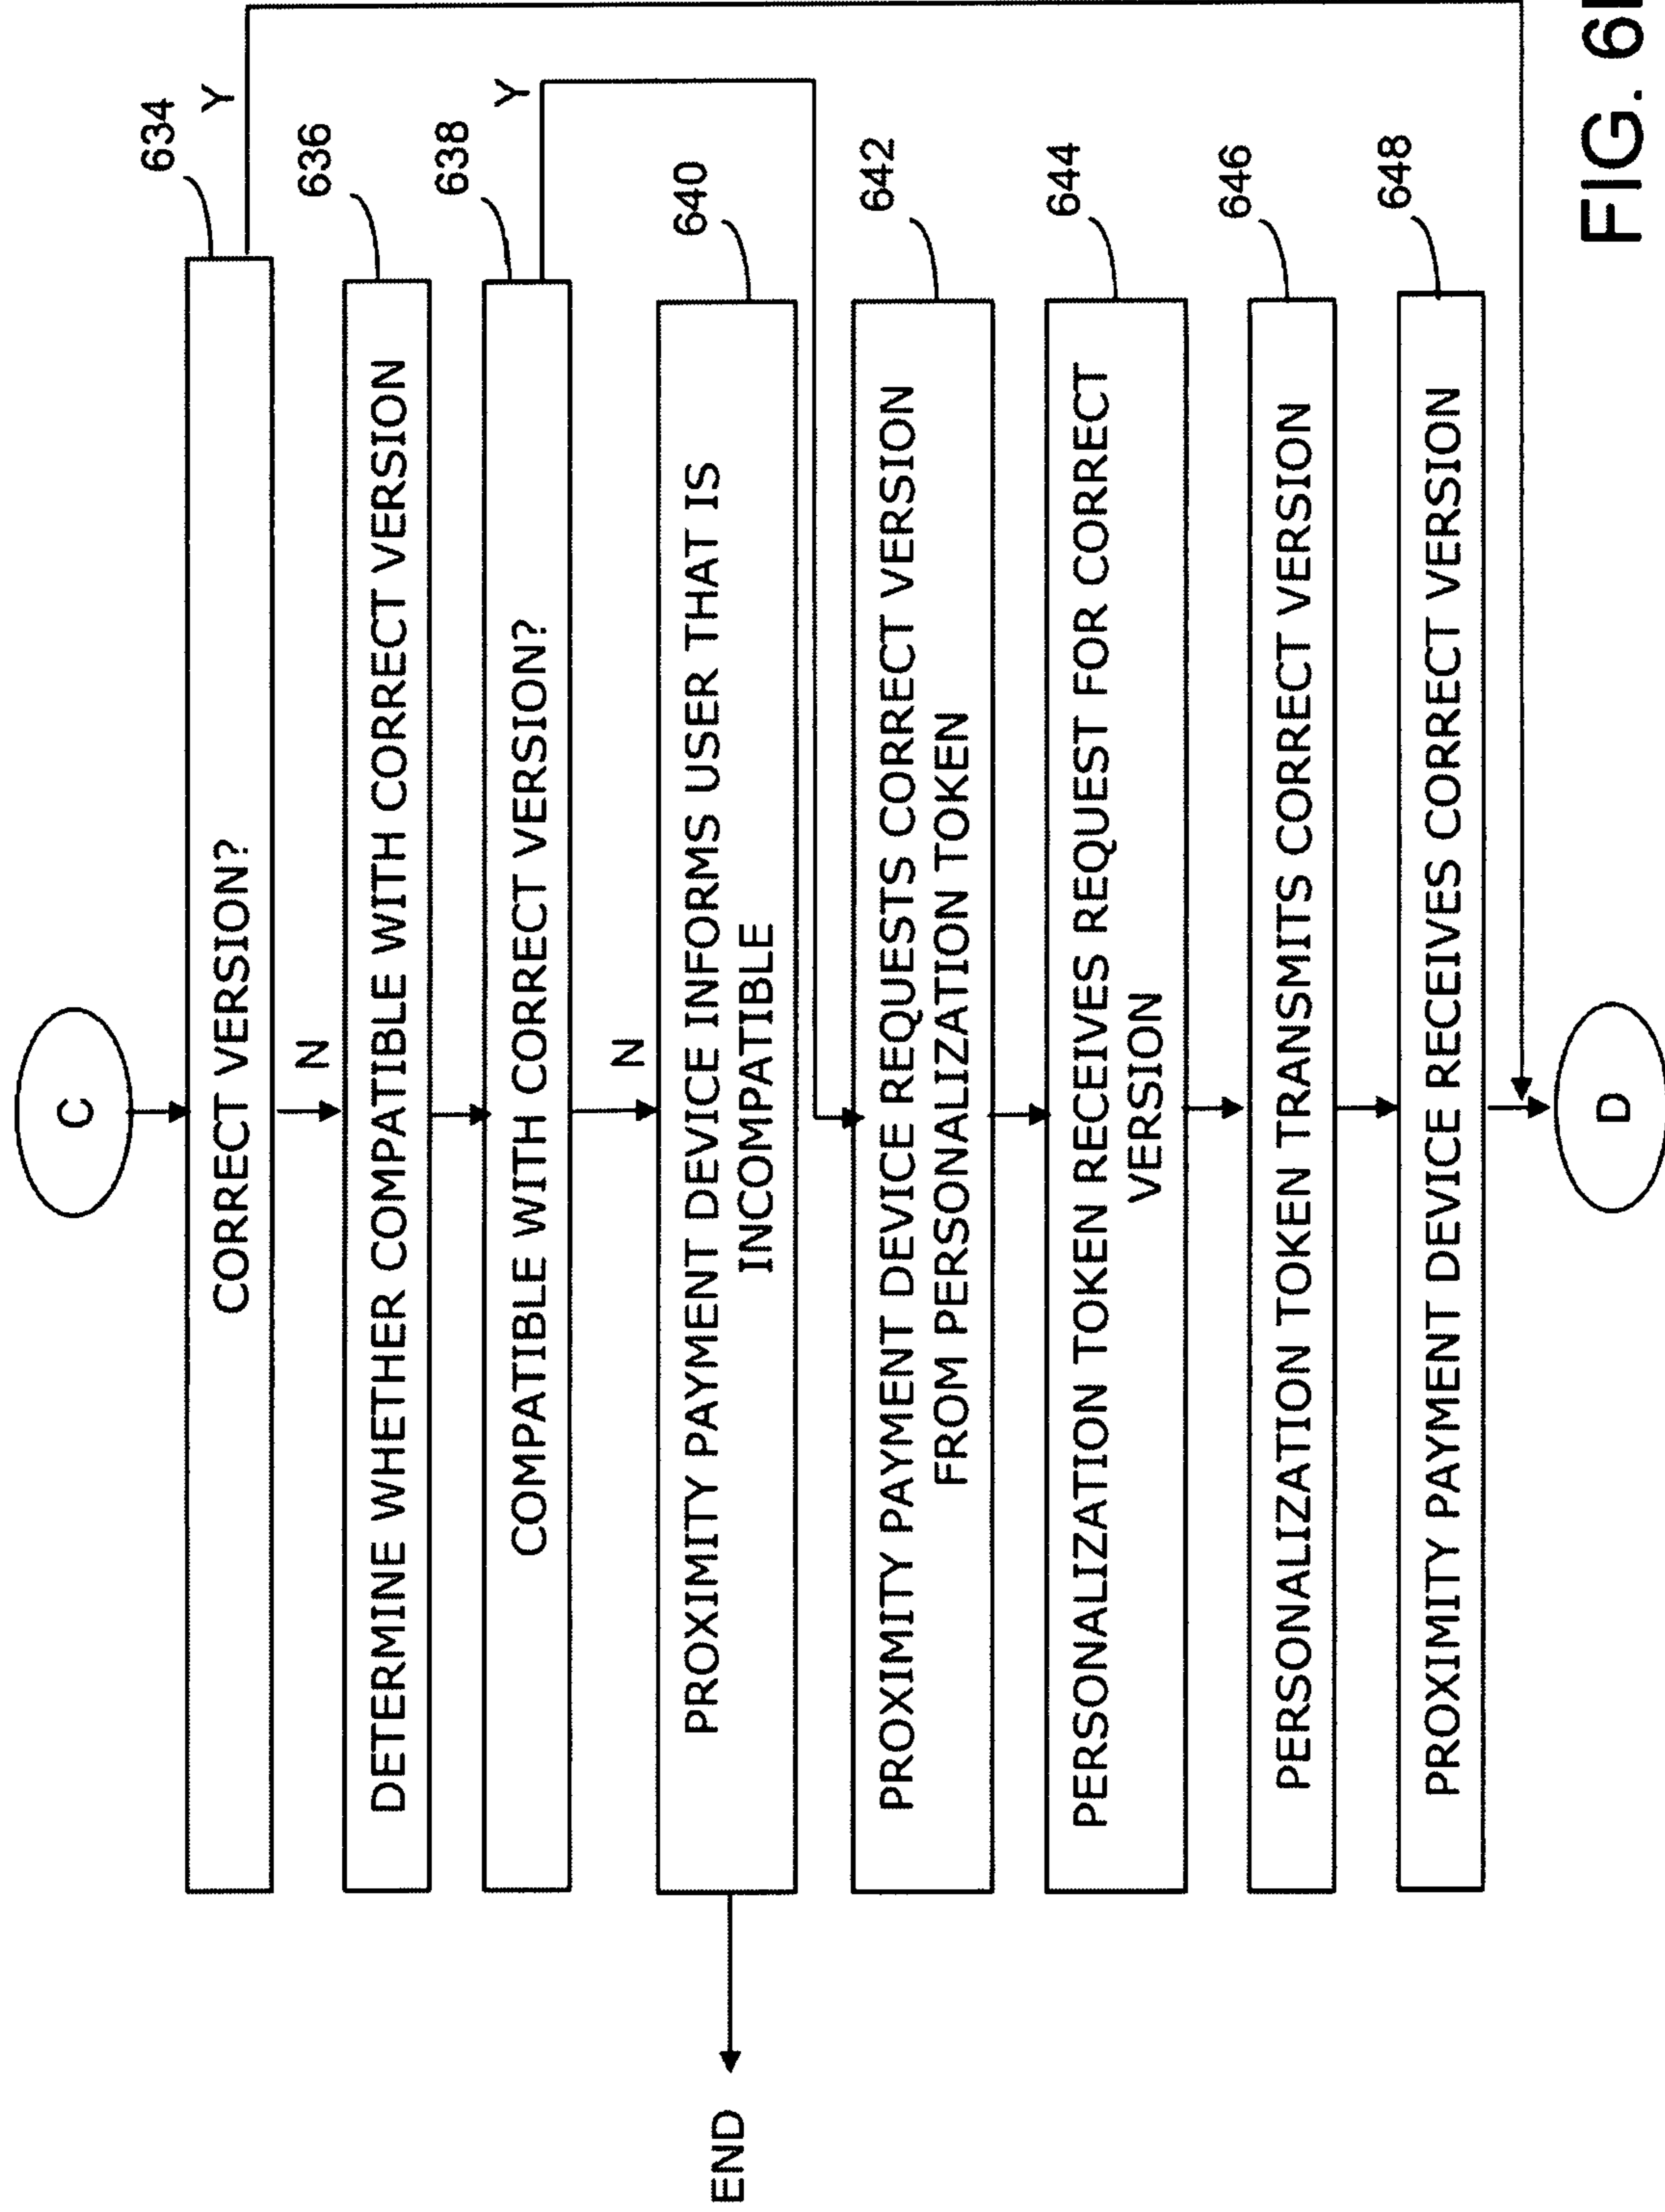 C
634
Y
CORRECT VERSION?
N
636
DETERMINE WHETHER COMPATIBLE WITH CORRECT VERSION
638
Y
COMPATIBLE WITH CORRECT VERSION?
N
640
PROXIMITY PAYMENT DEVICE INFORMS USER THAT IS
INCOMPATIBLE
END
642
PROXIMITY PAYMENT DEVICE REQUESTS CORRECT VERSION
FROM PERSONALIZATION TOKEN
644
PERSONALIZATION TOKEN RECEIVES REQUEST FOR CORRECT
VERSION
646
PERSONALIZATION TOKEN TRANSMITS CORRECT VERSION
648
PROXIMITY PAYMENT DEVICE RECEIVES CORRECT VERSION
D
FIG.